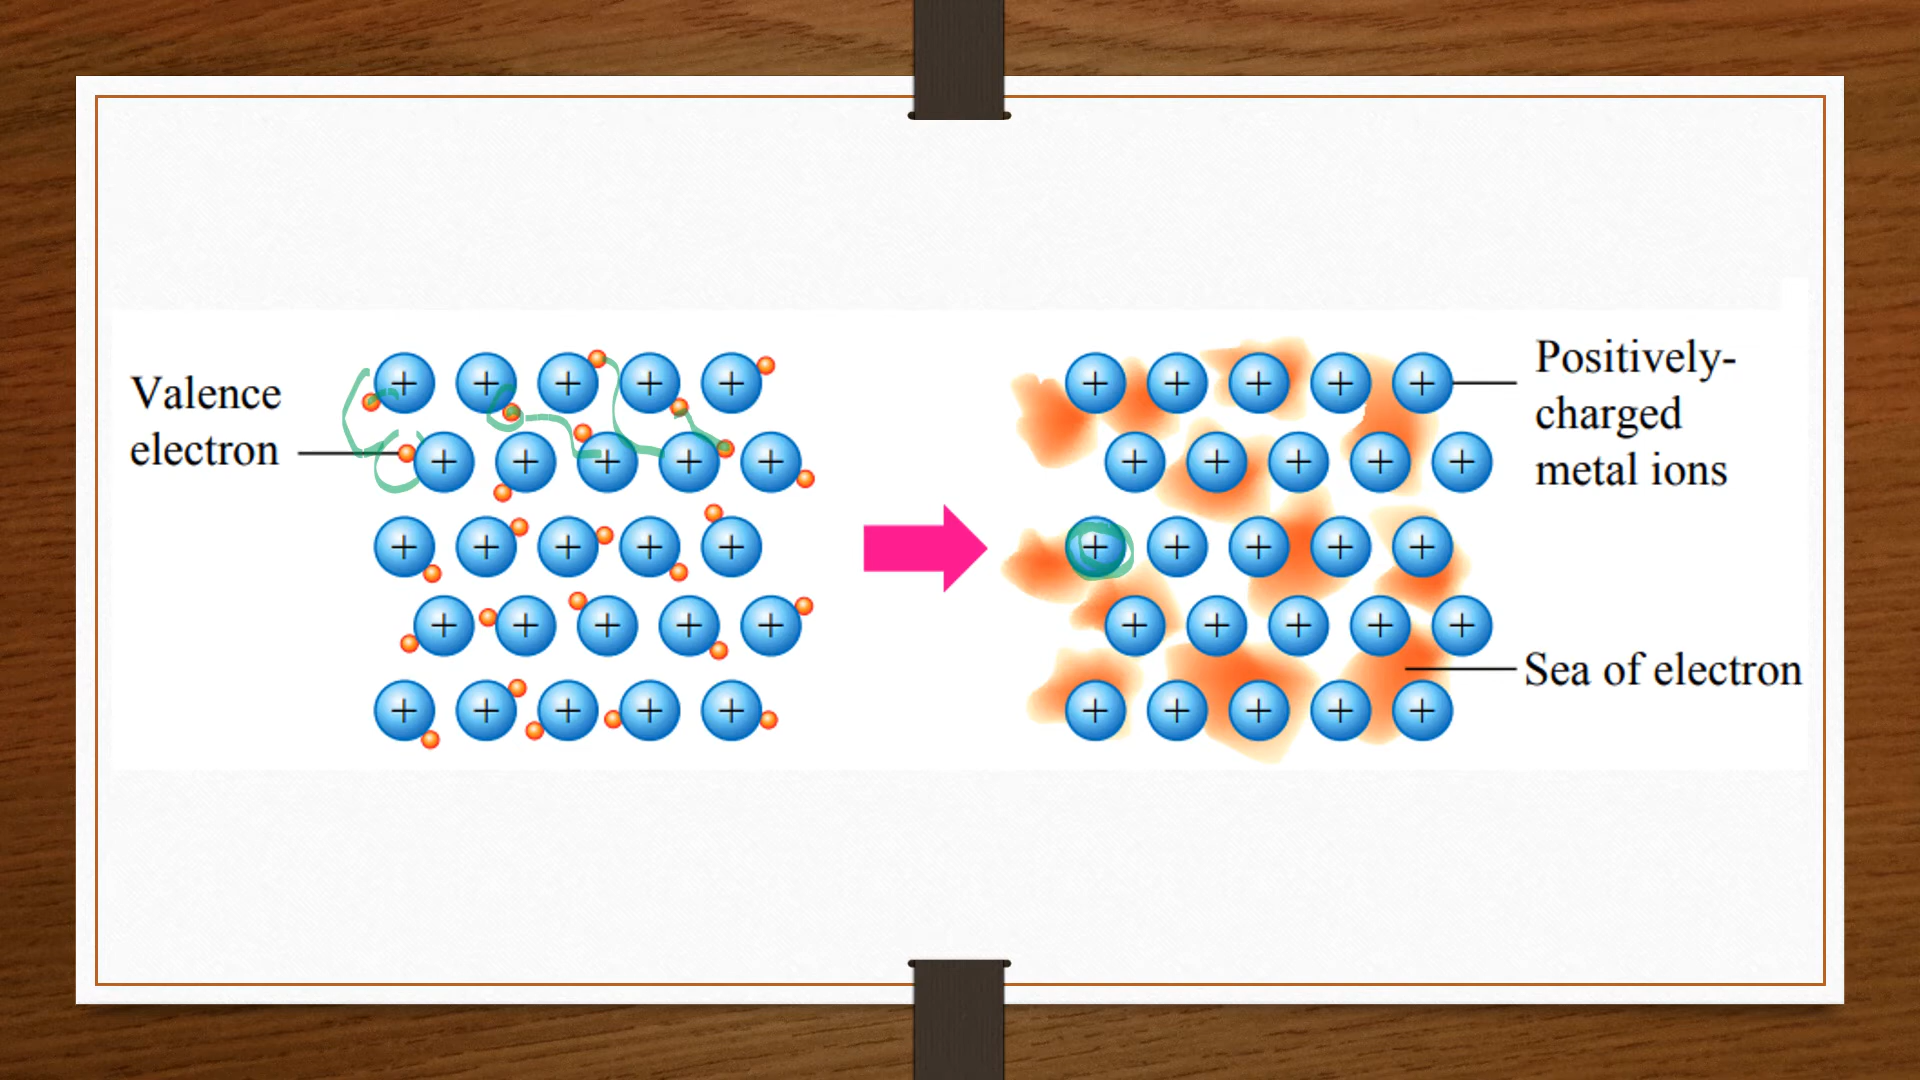 Valence
electron
+ + + + +
+ + + + +
+ + + + +
+ + + + +
+ + + + +
+ + + + +
+ + + + +
+ + + + +
+ + + + +
+ + + + +
Positively-
charged
metal ions
Sea of electron